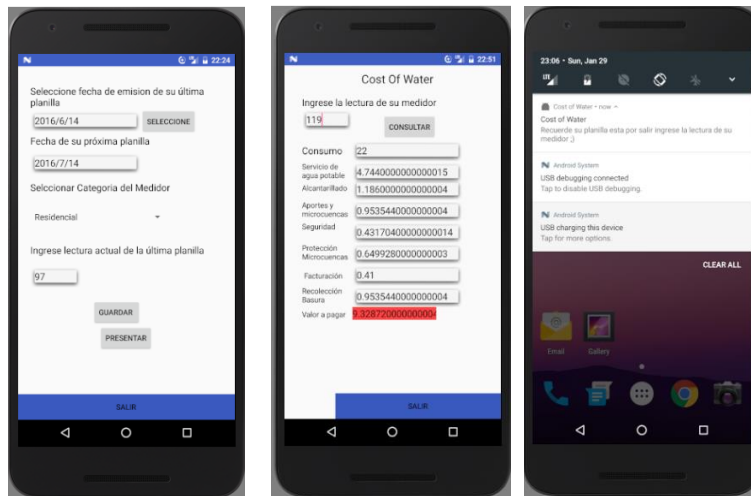 22:24
Seleccione fecha de emision de su última
planilla
2016/6/14 SELECCIONE
Fecha de su próxima planilla
2016/7/14
Selccionar Categoria del Medidor
Residencial
Ingrese lectura actual de la última planilla
97
GUARDAR
PRESENTAR
SALIR
22:51
Cost Of Water
Ingrese la lectura de su medidor
119 CONSULTAR
Consumo 22
Servicio de
agua potable 4.7440000000000015
Alcantarillado 1.1860000000000004
Aportes y
microcuencas 0.9535440000000004
Seguridad 0.43170400000000014
Protección
Microcuencas 0.6499280000000003
Facturación 0.41
Recolección
Basura 0.9535440000000004
Valor a pagar 9.328720000000004
SALIR
23:06 • Sun, Jan 29
LTE
Cost of Water • now
Cost of Water
Recuerde su planilla esta por salir ingrese la lectura de su
medidor ;)
Android System
USB debugging connected
Tap to disable USB debugging.
Android System
USB charging this device
Tap for more options.
CLEAR ALL
Email Gallery